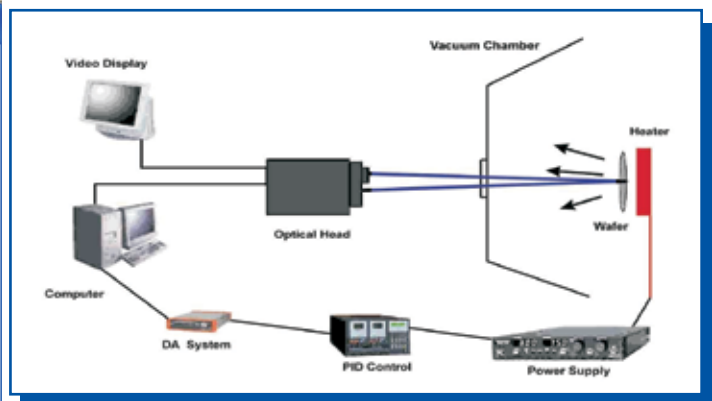 Vacuum Chamber
Video Display
Heater
Optical Head
Wafer
Computer
DA System
PID Control
Power Supply